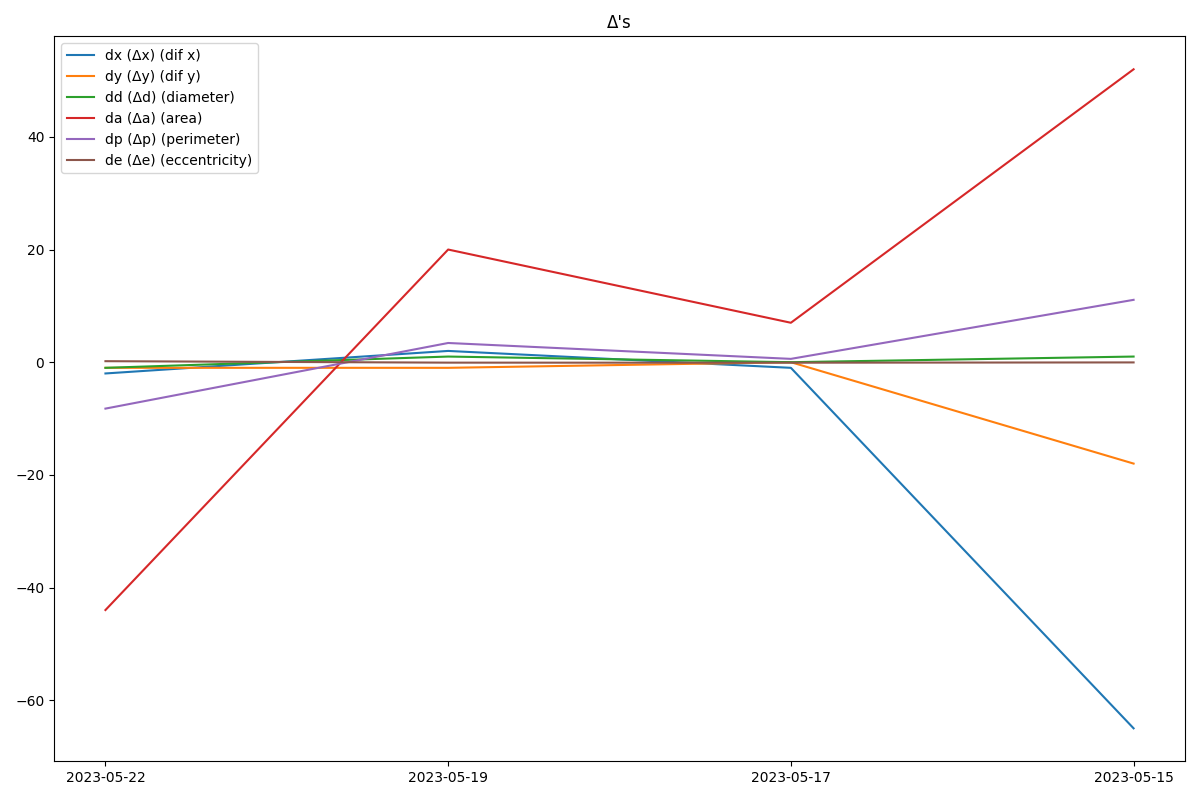 Δ's
dx (Δx) (dif x)
dy (Δy) (dif y)
dd (Δd) (diameter)
da (Δa) (area)
dp (Δp) (perimeter)
de (Δe) (eccentricity)
40
20
0
−20
−40
−60
2023-05-22 2023-05-19 2023-05-17 2023-05-15